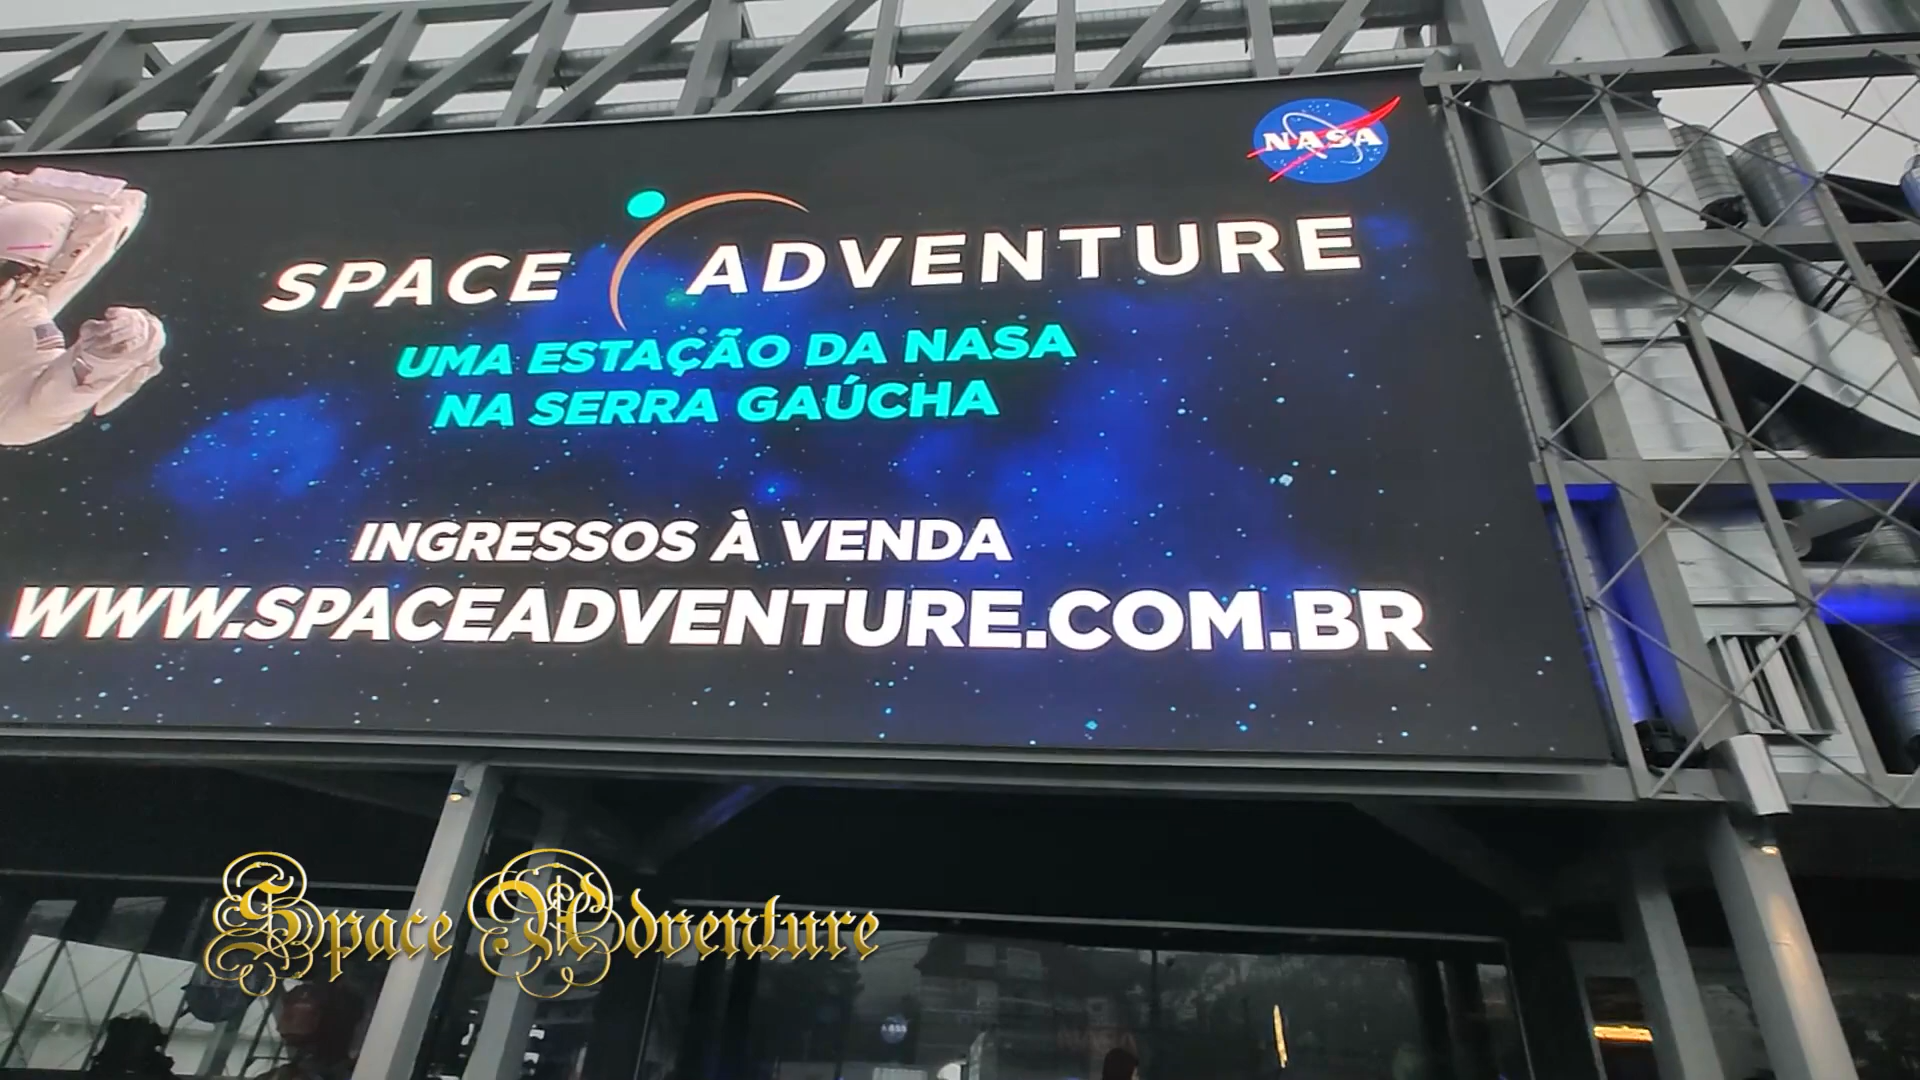 NASA
SPACE ADVENTURE
UMA ESTAÇÃO DA NASA
NA SERRA GAÚCHA
INGRESSOS À VENDA
WWW.SPACEADVENTURE.COM.BR
Space Adventure